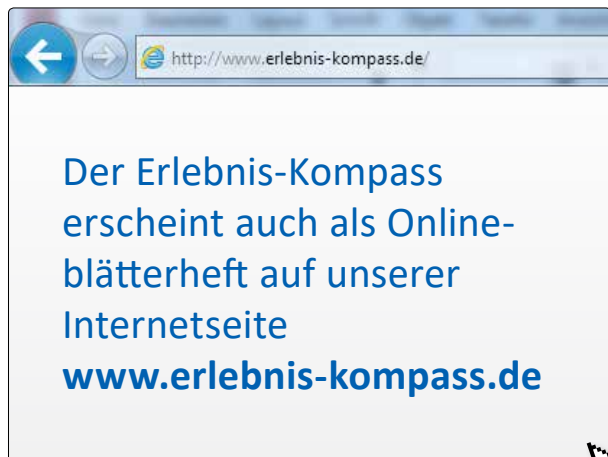 http://www.erlebnis-kompass.de/
Der Erlebnis-Kompass
erscheint auch als Online-
blätterheft auf unserer
Internetseite
www.erlebnis-kompass.de